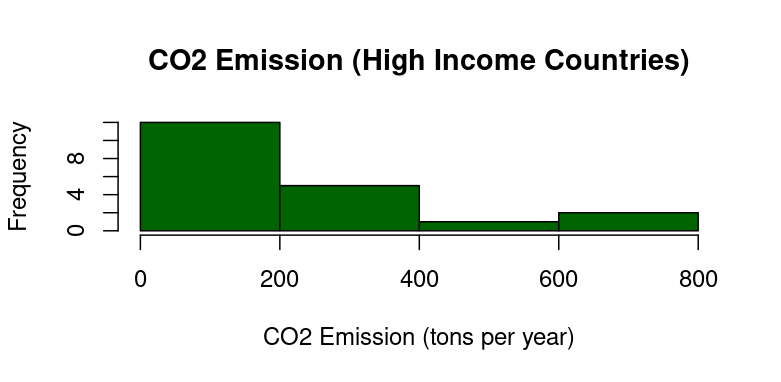 CO2 Emission (High Income Countries)
Frequency
8
4
0
0 200 400 600 800
CO2 Emission (tons per year)